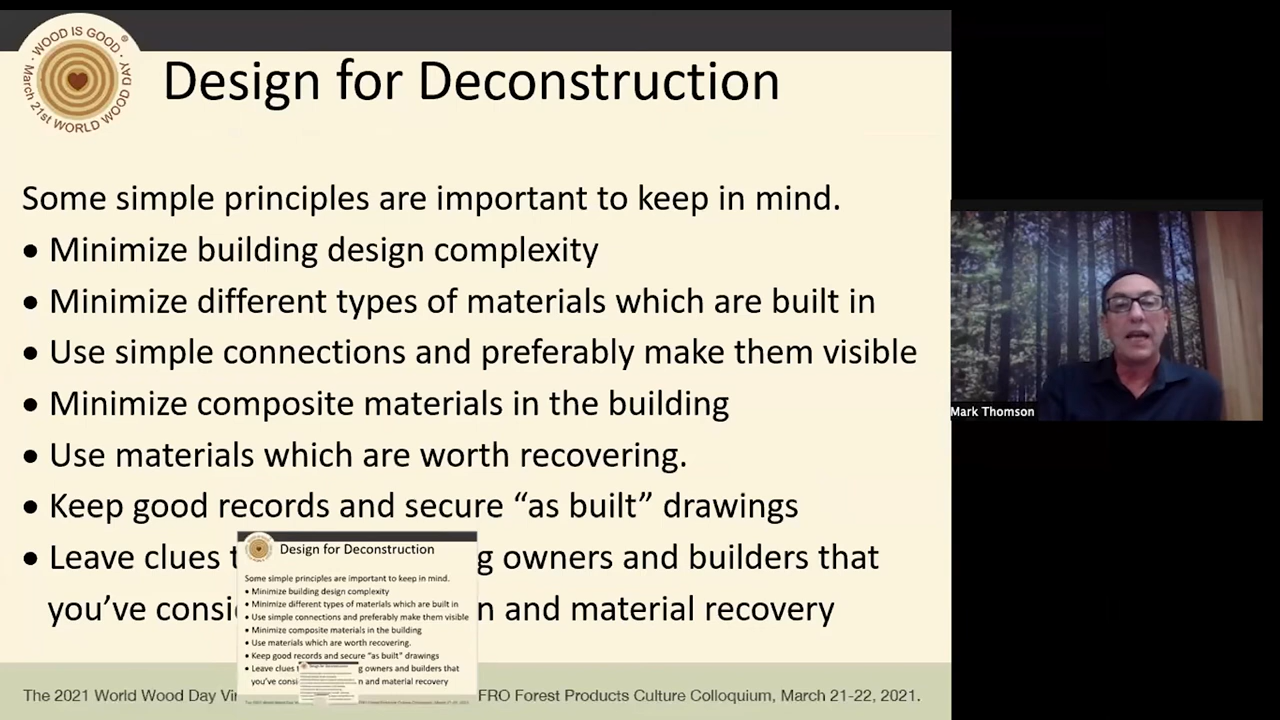 WOOD IS GOOD ®
March 21st WORLD WOOD DAY
Design for Deconstruction
Some simple principles are important to keep in mind.
• Minimize building design complexity
• Minimize different types of materials which are built in
• Use simple connections and preferably make them visible
• Minimize composite materials in the building
• Use materials which are worth recovering.
• Keep good records and secure “as built” drawings
• Leave clues t g owners and builders that
you’ve consi n and material recovery
Design for Deconstruction
Some simple principles are important to keep in mind.
• Minimize building design complexity
• Minimize different types of materials which are built in
• Use simple connections and preferably make them visible
• Minimize composite materials in the building
• Use materials which are worth recovering.
• Keep good records and secure “as built” drawings
• Leave clues t g owners and builders that
you’ve consi n and material recovery
The 2021 World Wood Day Vir FRO Forest Products Culture Colloquium, March 21-22, 2021.
Mark Thomson